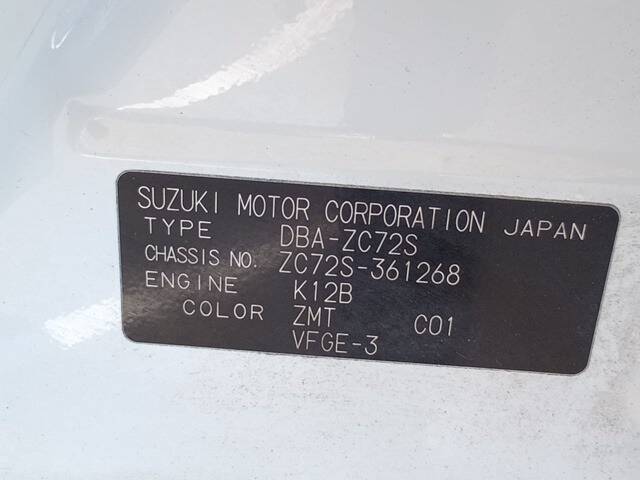 SUZUKI MOTOR CORPORATION JAPAN
TYPE DBA-ZC72S
CHASSIS NO. ZC72S-361268
ENGINE K12B
COLOR ZMT C01
VFGE-3